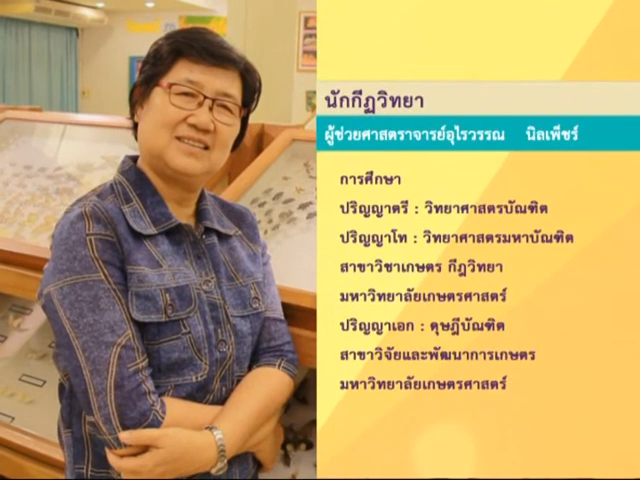 นักกีฏวิทยา
ผู้ช่วยศาสตราจารย์อุไรวรรณ นิลเพ็ชร์
การศึกษา
ปริญญาตรี : วิทยาศาสตรบัณฑิต
ปริญญาโท : วิทยาศาสตรมหาบัณฑิต
สาขาวิชาเกษตร กีฏวิทยา
มหาวิทยาลัยเกษตรศาสตร์
ปริญญาเอก : ดุษฎีบัณฑิต
สาขาวิจัยและพัฒนาการเกษตร
มหาวิทยาลัยเกษตรศาสตร์